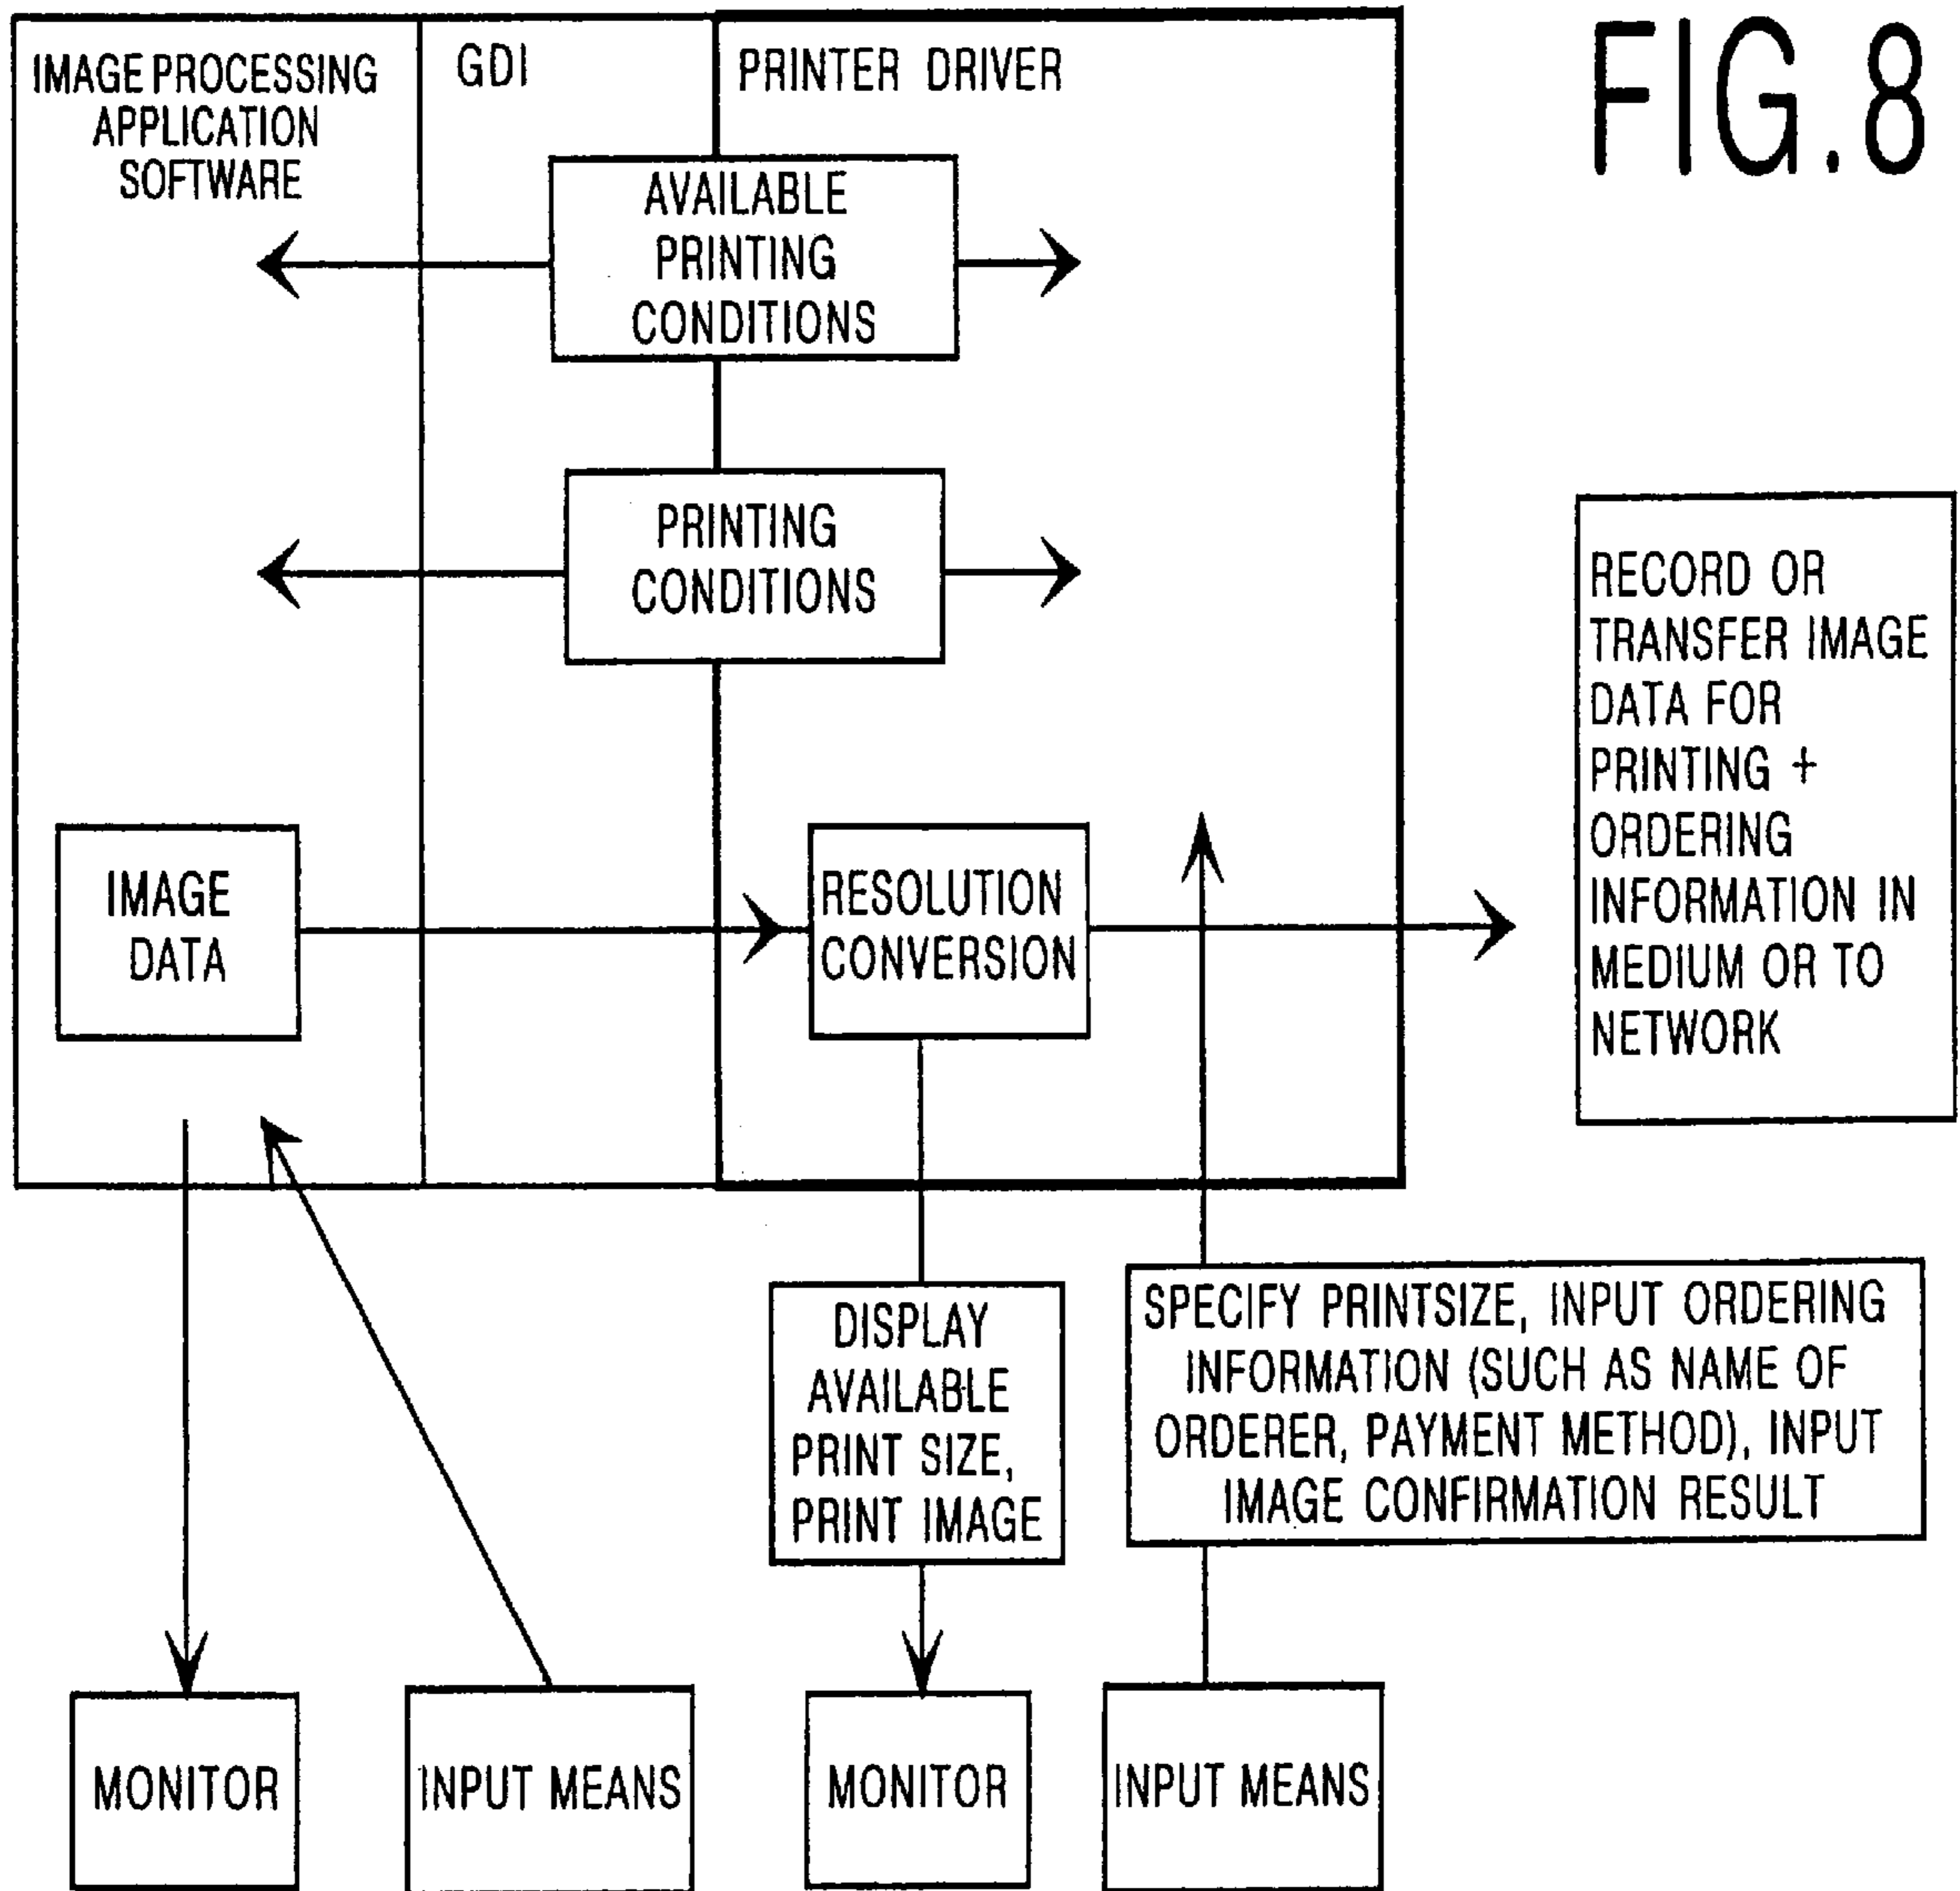 FIG.8
IMAGE PROCESSING
APPLICATION
SOFTWARE
GDI
PRINTER DRIVER
AVAILABLE
PRINTING
CONDITIONS
PRINTING
CONDITIONS
IMAGE
DATA
RESOLUTION
CONVERSION
RECORD OR
TRANSFER IMAGE
DATA FOR
PRINTING +
ORDERING
INFORMATION IN
MEDIUM OR TO
NETWORK
DISPLAY
AVAILABLE
PRINT SIZE,
PRINT IMAGE
SPECIFY PRINTSIZE, INPUT ORDERING
INFORMATION (SUCH AS NAME OF
ORDERER, PAYMENT METHOD), INPUT
IMAGE CONFIRMATION RESULT
MONITOR
INPUT MEANS
MONITOR
INPUT MEANS